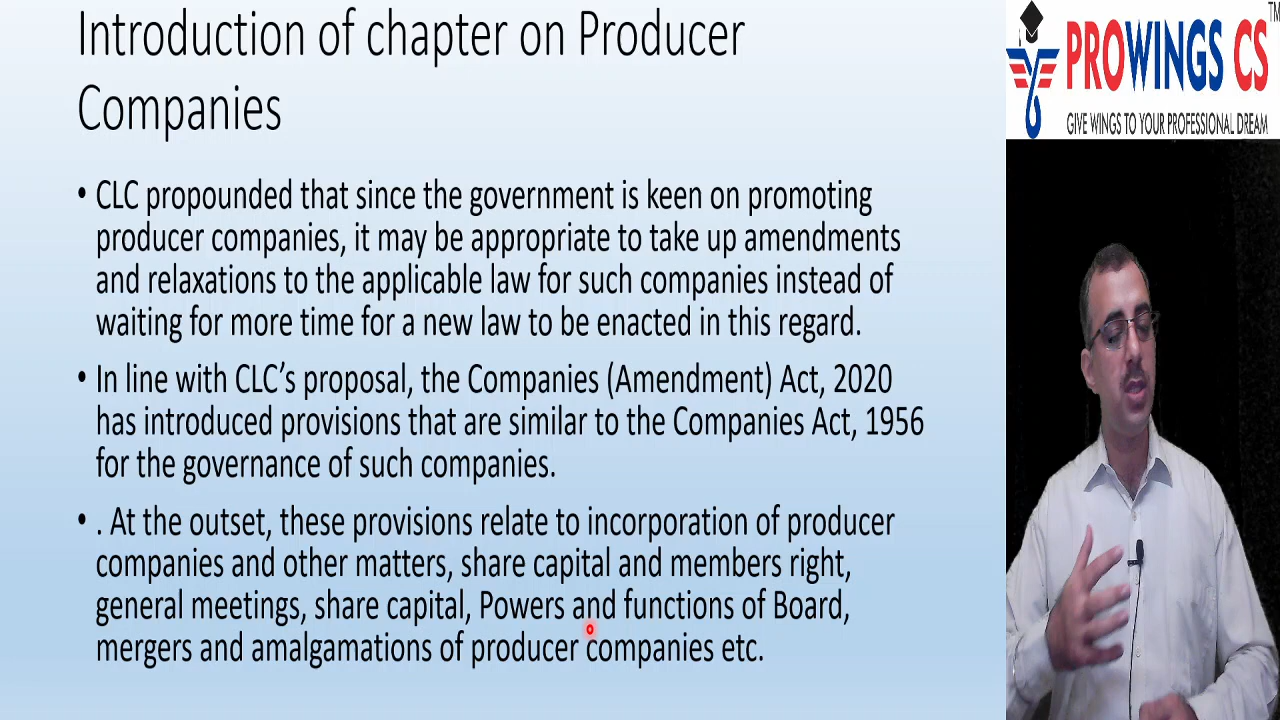 Introduction of chapter on Producer
Companies
• CLC propounded that since the government is keen on promoting
producer companies, it may be appropriate to take up amendments
and relaxations to the applicable law for such companies instead of
waiting for more time for a new law to be enacted in this regard.
• In line with CLC’s proposal, the Companies (Amendment) Act, 2020
has introduced provisions that are similar to the Companies Act, 1956
for the governance of such companies.
• . At the outset, these provisions relate to incorporation of producer
companies and other matters, share capital and members right,
general meetings, share capital, Powers and functions of Board,
mergers and amalgamations of producer companies etc.
TM
PROWINGS CS
GIVE WINGS TO YOUR PROFESSIONAL DREAM